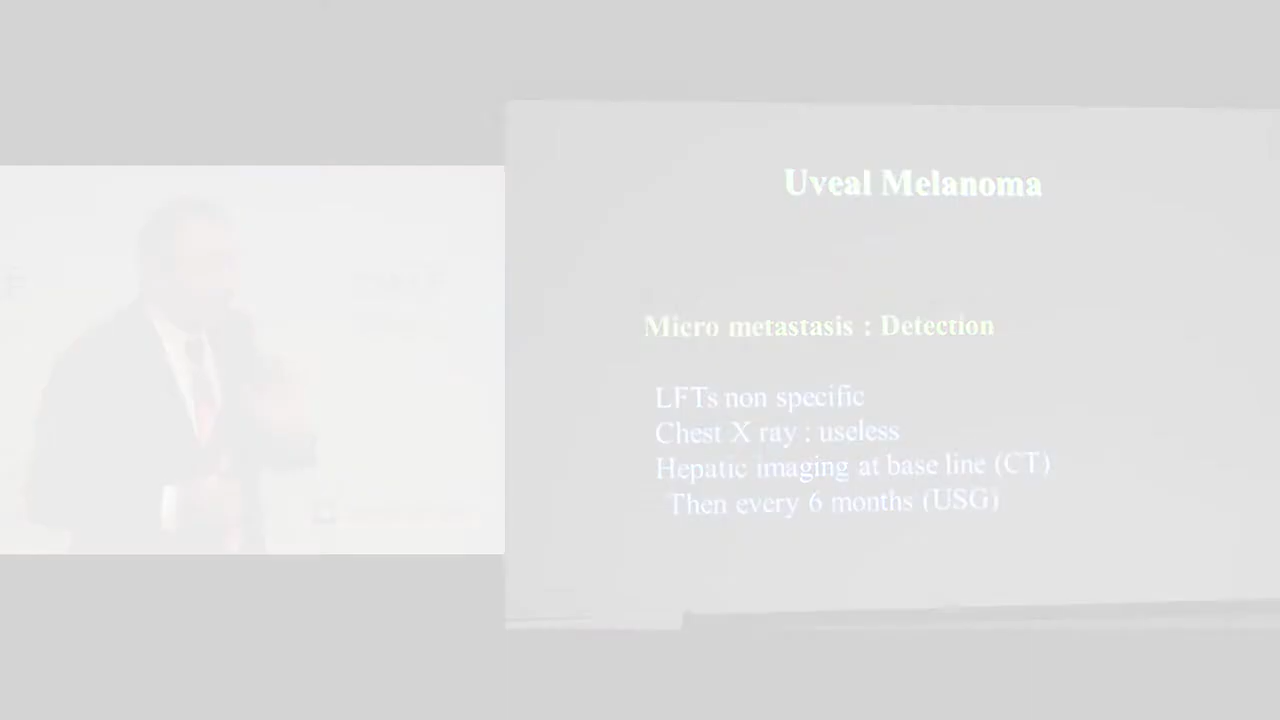 Uveal Melanoma
Micro metastasis : Detection
LFTs non specific
Chest X ray : useless
Hepatic imaging at base line (CT)
Then every 6 months (USG)